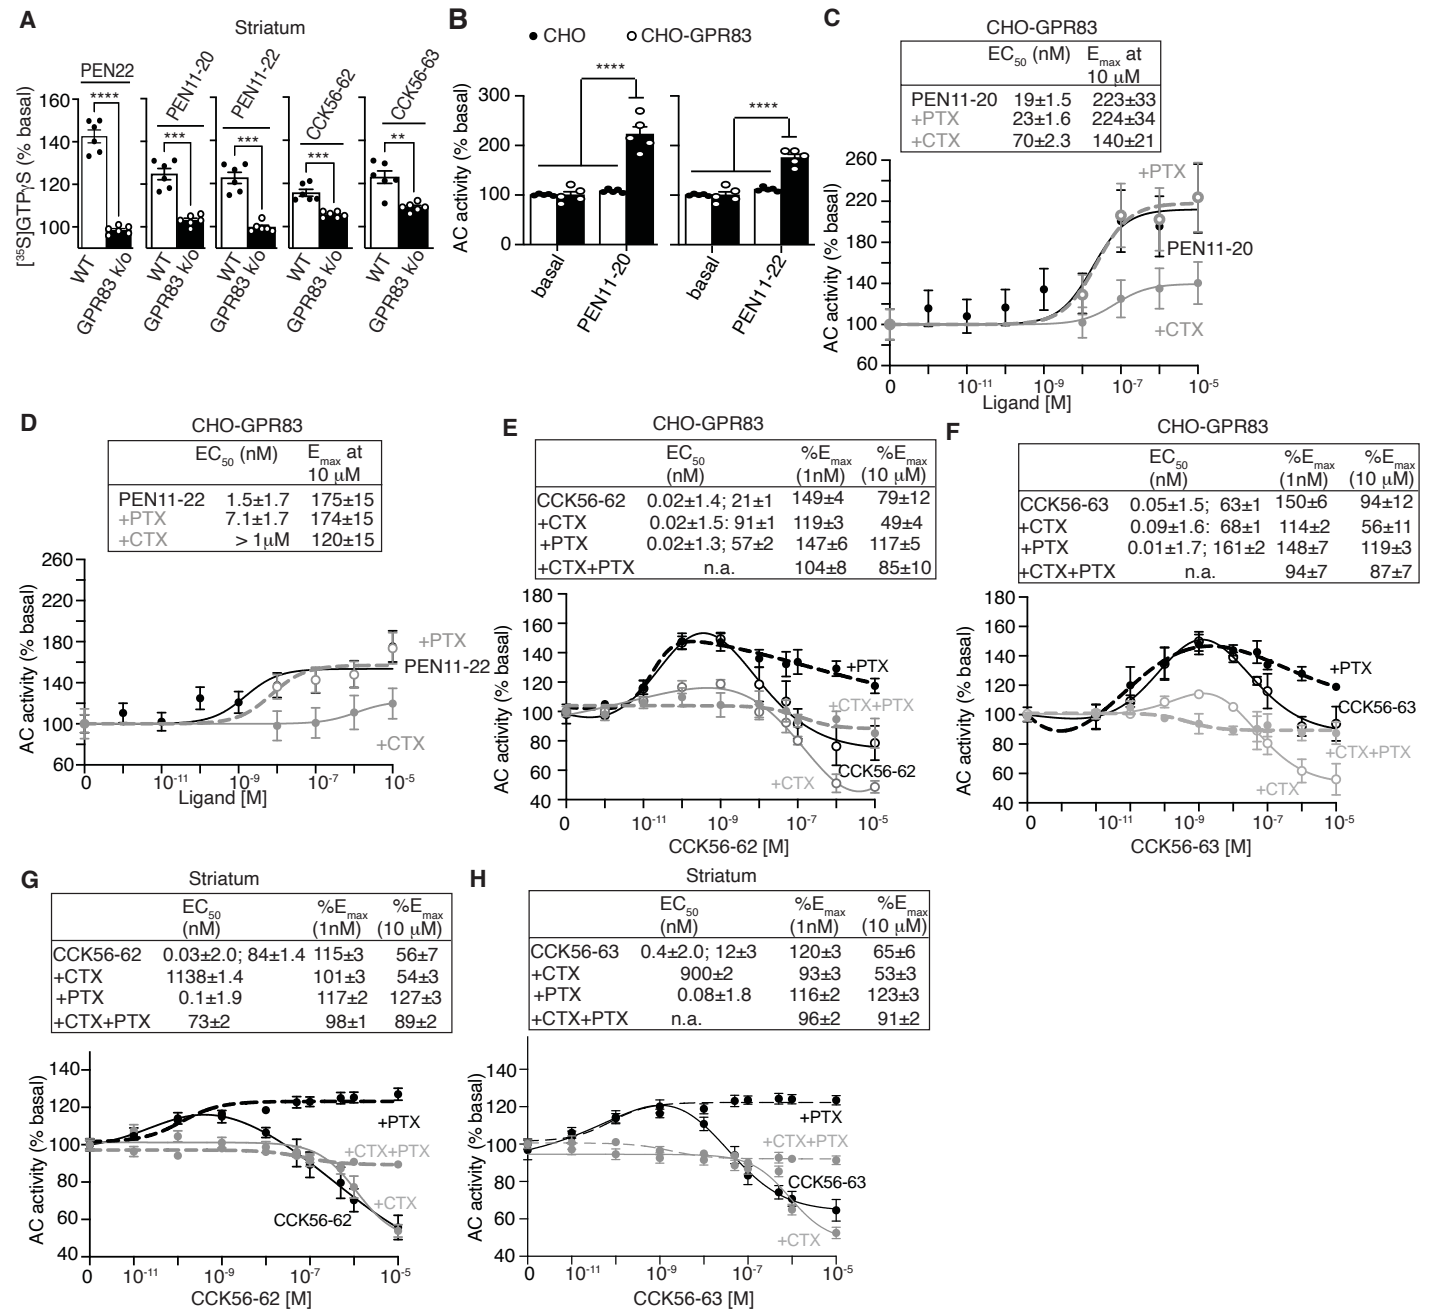 A
Striatum
PEN22
PEN11-20
PEN11-22
CCK56-62
CCK56-63
[³⁵S]GTPγS (% basal)
160
140
120
100
****
***
***
***
**
WT
GPR83 k/o
WT
GPR83 k/o
WT
GPR83 k/o
WT
GPR83 k/o
WT
GPR83 k/o
B
CHO
CHO-GPR83
AC activity (% basal)
300
200
100
0
****
****
basal
PEN11-20
basal
PEN11-22
C
CHO-GPR83
EC₅₀ (nM) Eₘₐₓ at
10 μM
PEN11-20 19±1.5 223±33
+PTX 23±1.6 224±34
+CTX 70±2.3 140±21
AC activity (% basal)
260
220
180
140
100
60
+PTX
PEN11-20
+CTX
0 10⁻¹¹ 10⁻⁹ 10⁻⁷ 10⁻⁵
Ligand [M]
D
CHO-GPR83
EC₅₀ (nM) Eₘₐₓ at
10 μM
PEN11-22 1.5±1.7 175±15
+PTX 7.1±1.7 174±15
+CTX > 1μM 120±15
AC activity (% basal)
260
220
180
140
100
60
+PTX
PEN11-22
+CTX
0 10⁻¹¹ 10⁻⁹ 10⁻⁷ 10⁻⁵
Ligand [M]
E
CHO-GPR83
EC₅₀ %Eₘₐₓ %Eₘₐₓ
(nM) (1nM) (10 μM)
CCK56-62 0.02±1.4; 21±1 149±4 79±12
+CTX 0.02±1.5: 91±1 119±3 49±4
+PTX 0.02±1.3; 57±2 147±6 117±5
+CTX+PTX n.a. 104±8 85±10
AC activity (% basal)
180
160
140
120
100
80
60
40
+PTX
+CTX+PTX
CCK56-62
+CTX
0 10⁻¹¹ 10⁻⁹ 10⁻⁷ 10⁻⁵
CCK56-62 [M]
F
CHO-GPR83
EC₅₀ %Eₘₐₓ %Eₘₐₓ
(nM) (1nM) (10 μM)
CCK56-63 0.05±1.5; 63±1 150±6 94±12
+CTX 0.09±1.6: 68±1 114±2 56±11
+PTX 0.01±1.7; 161±2 148±7 119±3
+CTX+PTX n.a. 94±7 87±7
AC activity (% basal)
180
160
140
120
100
80
60
40
+PTX
CCK56-63
+CTX+PTX
+CTX
0 10⁻¹¹ 10⁻⁹ 10⁻⁷ 10⁻⁵
CCK56-63 [M]
G
Striatum
EC₅₀ %Eₘₐₓ %Eₘₐₓ
(nM) (1nM) (10 μM)
CCK56-62 0.03±2.0; 84±1.4 115±3 56±7
+CTX 1138±1.4 101±3 54±3
+PTX 0.1±1.9 117±2 127±3
+CTX+PTX 73±2 98±1 89±2
AC activity (% basal)
140
120
100
80
60
40
+PTX
+CTX+PTX
+CTX
CCK56-62
0 10⁻¹¹ 10⁻⁹ 10⁻⁷ 10⁻⁵
CCK56-62 [M]
H
Striatum
EC₅₀ %Eₘₐₓ %Eₘₐₓ
(nM) (1nM) (10 μM)
CCK56-63 0.4±2.0; 12±3 120±3 65±6
+CTX 900±2 93±3 53±3
+PTX 0.08±1.8 116±2 123±3
+CTX+PTX n.a. 96±2 91±2
AC activity (% basal)
140
120
100
80
60
40
+PTX
+CTX+PTX
CCK56-63
+CTX
0 10⁻¹¹ 10⁻⁹ 10⁻⁷ 10⁻⁵
CCK56-63 [M]